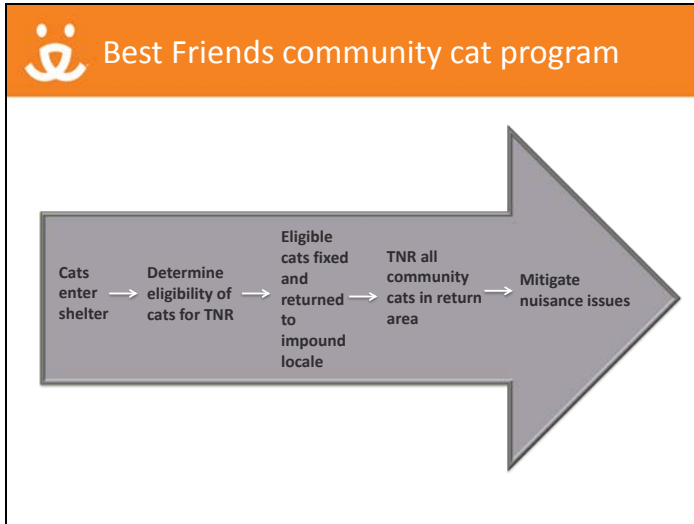 Best Friends community cat program
Cats
enter
shelter
Determine
eligibility of
cats for TNR
Eligible
cats fixed
and
returned
to
impound
locale
TNR all
community
cats in return
area
Mitigate
nuisance issues